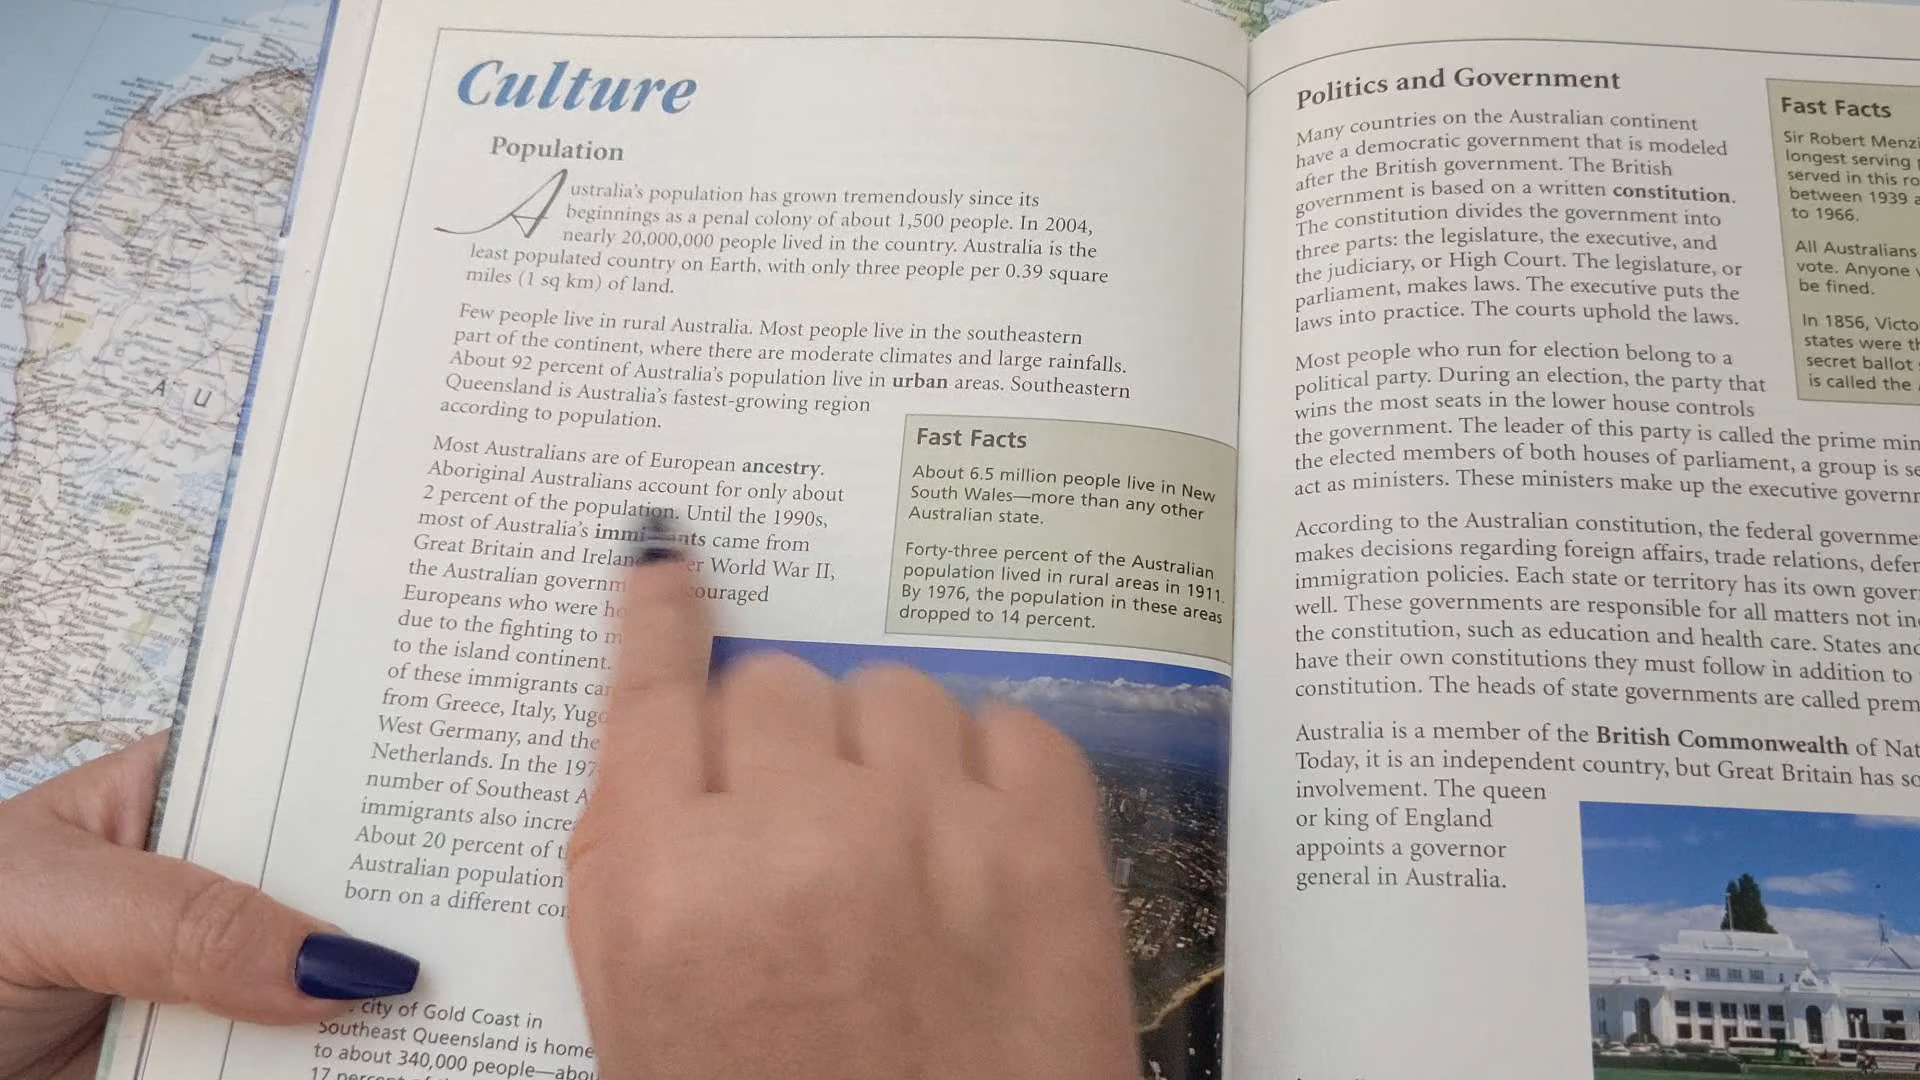 Culture
Population
Australia's population has grown tremendously since its
beginnings as a penal colony of about 1,500 people. In 2004,
nearly 20,000,000 people lived in the country. Australia is the
least populated country on Earth, with only three people per 0.39 square
miles (1 sq km) of land.
Few people live in rural Australia. Most people live in the southeastern
part of the continent, where there are moderate climates and large rainfalls.
About 92 percent of Australia's population live in urban areas. Southeastern
Queensland is Australia's fastest-growing region
according to population.
Most Australians are of European ancestry.
Aboriginal Australians account for only about
2 percent of the population. Until the 1990s,
most of Australia's came from
Great Britain and World War II,
the Australian
Europeans who were
due to the fighting to
to the island continent.
of these immigrants
from Greece, Italy,
West Germany, and the
Netherlands. In the
number of Southeast
immigrants also
About 20 percent of
Australian population
born on a different
city of Gold Coast in
Southeast Queensland is home
to about 340,000 people—
17
Fast Facts
About 6.5 million people live in New
South Wales—more than any other
Australian state.
Forty-three percent of the Australian
population lived in rural areas in 1911.
By 1976, the population in these areas
dropped to 14 percent.
Politics and Government
Many countries on the Australian continent
have a democratic government that is modeled
after the British government. The British
government is based on a written constitution.
The constitution divides the government into
three parts: the legislature, the executive, and
the judiciary, or High Court. The legislature, or
parliament, makes laws. The executive puts the
laws into practice. The courts uphold the laws.
Most people who run for election belong to a
political party. During an election, the party that
wins the most seats in the lower house controls
the government. The leader of this party is called the prime
the elected members of both houses of parliament, a group is
act as ministers. These ministers make up the executive
According to the Australian constitution, the federal
makes decisions regarding foreign affairs, trade relations,
immigration policies. Each state or territory has its own
well. These governments are responsible for all matters not
the constitution, such as education and health care. States
have their own constitutions they must follow in addition to
constitution. The heads of state governments are called
Australia is a member of the British Commonwealth of
Today, it is an independent country, but Great Britain has
involvement. The queen
or king of England
appoints a governor
general in Australia.
Fast Facts
Sir Robert
longest serving
served in this
between 1939
to 1966.
All Australians
vote. Anyone
be fined.
In 1856,
states were
secret ballot
is called the
A U